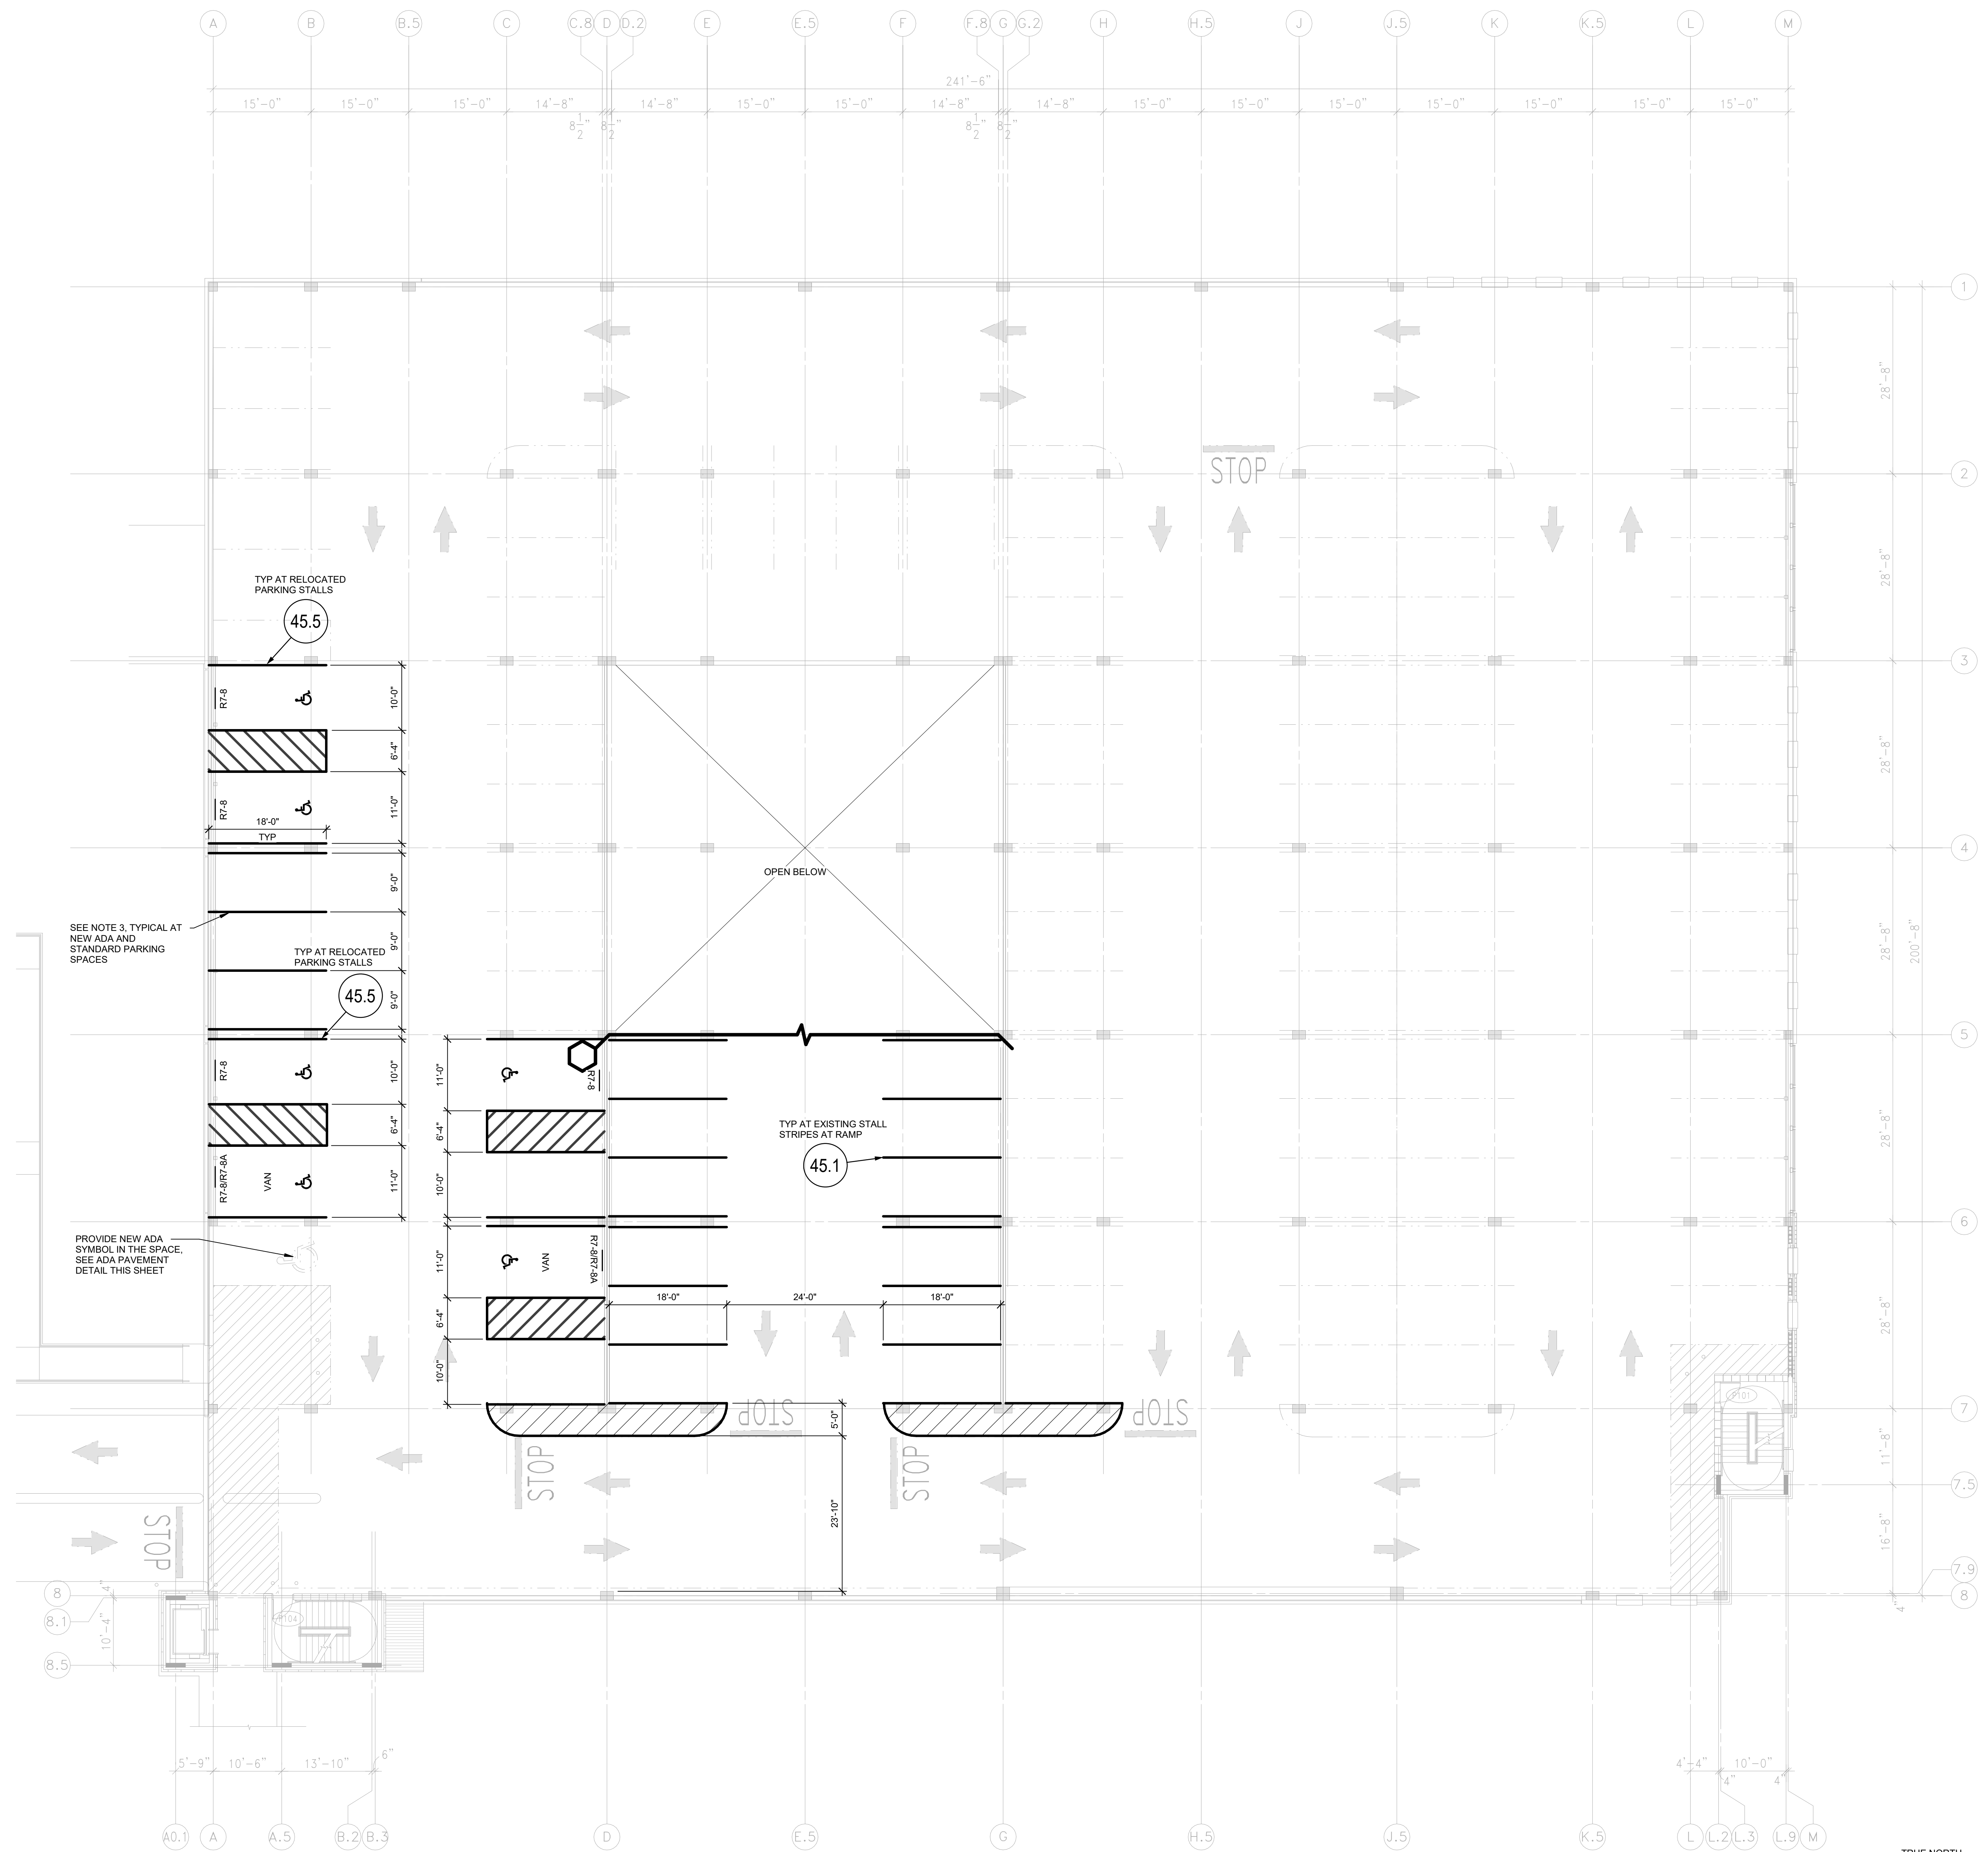 A B B.5 C C.8 D D.2 E E.5 F F.8 G G.2 H H.5 J J.5 K K.5 L M
241'-6"
15'-0" 15'-0" 15'-0" 14'-8" 14'-8" 15'-0" 15'-0" 14'-8" 14'-8" 15'-0" 15'-0" 15'-0" 15'-0" 15'-0" 15'-0" 15'-0"
8 1/2" 8 1/2" 8 1/2" 8 1/2"
1
28'-8"
STOP
2
28'-8"
TYP AT RELOCATED
PARKING STALLS
45.5
3
R7-8
10'-0"
28'-8"
6'-4"
R7-8
11'-0"
18'-0"
TYP
4
OPEN BELOW
9'-0"
SEE NOTE 3, TYPICAL AT
NEW ADA AND
STANDARD PARKING
SPACES
28'-8"
200'-8"
9'-0"
TYP AT RELOCATED
PARKING STALLS
45.5
9'-0"
5
R7-8
10'-0"
11'-0"
R7-8
6'-4"
6'-4"
TYP AT EXISTING STALL
STRIPES AT RAMP
45.1
28'-8"
R7-8/R7-8A
VAN
11'-0"
10'-0"
6
PROVIDE NEW ADA
SYMBOL IN THE SPACE,
SEE ADA PAVEMENT
DETAIL THIS SHEET
11'-0"
VAN
R7-8/R7-8A
18'-0" 24'-0" 18'-0"
6'-4"
28'-8"
10'-0"
P101
7
STOP
STOP
5'-0"
STOP
STOP
11'-8"
7.5
23'-10"
STOP
16'-8"
7.9
8
8
4"
4"
8.1
P104
10'-4"
8.5
5'-9" 10'-6" 13'-10" 6"
4'-4" 10'-0"
4" 4"
A0.1 A A.5 B.2 B.3 D E.5 G H.5 J.5 K.5 L L.2 L.3 L.9 M
TRUE NORTH